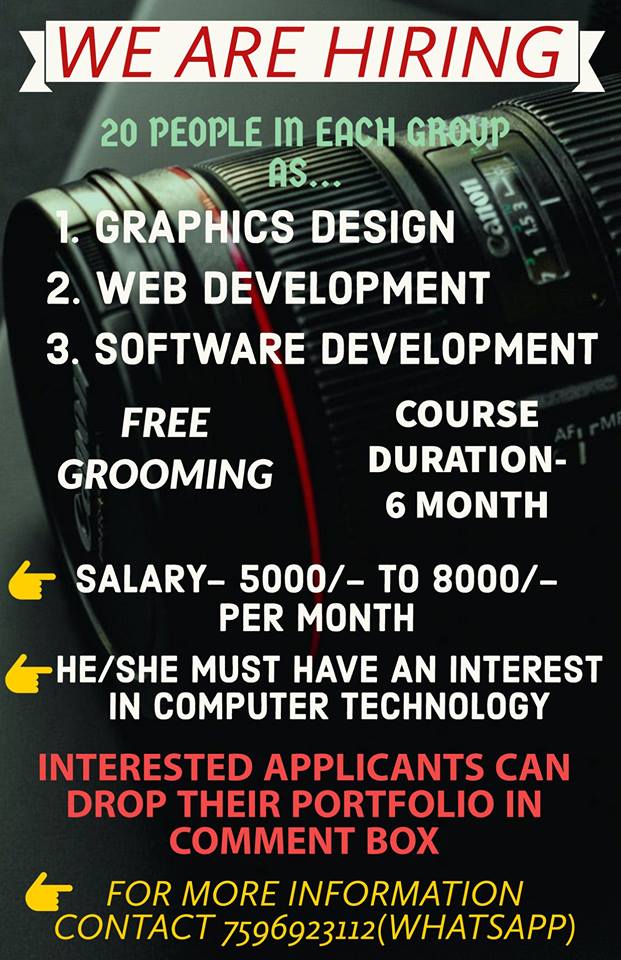 WE ARE HIRING
20 PEOPLE IN EACH GROUP
AS...
1. GRAPHICS DESIGN
2. WEB DEVELOPMENT
3. SOFTWARE DEVELOPMENT
FREE
GROOMING
COURSE
DURATION-
6 MONTH
SALARY- 5000/- TO 8000/-
PER MONTH
HE/SHE MUST HAVE AN INTEREST
IN COMPUTER TECHNOLOGY
INTERESTED APPLICANTS CAN
DROP THEIR PORTFOLIO IN
COMMENT BOX
FOR MORE INFORMATION
CONTACT 7596923112(WHATSAPP)
Canon